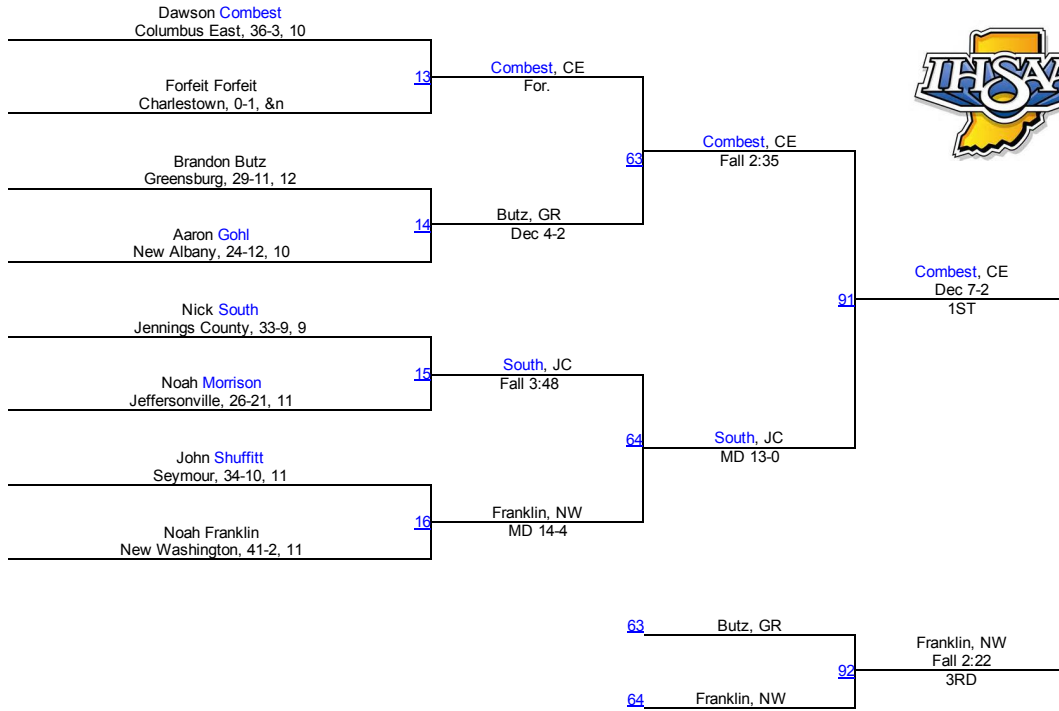 Dawson Combest
Columbus East, 36-3, 10
13
Combest, CE
For.
Forfeit Forfeit
Charlestown, 0-1, &n
IHSAA
63
Combest, CE
Fall 2:35
Brandon Butz
Greensburg, 29-11, 12
14
Butz, GR
Dec 4-2
Aaron Gohl
New Albany, 24-12, 10
91
Combest, CE
Dec 7-2
1ST
Nick South
Jennings County, 33-9, 9
15
South, JC
Fall 3:48
Noah Morrison
Jeffersonville, 26-21, 11
64
South, JC
MD 13-0
John Shuffitt
Seymour, 34-10, 11
16
Franklin, NW
MD 14-4
Noah Franklin
New Washington, 41-2, 11
63
Butz, GR
92
Franklin, NW
Fall 2:22
3RD
64
Franklin, NW